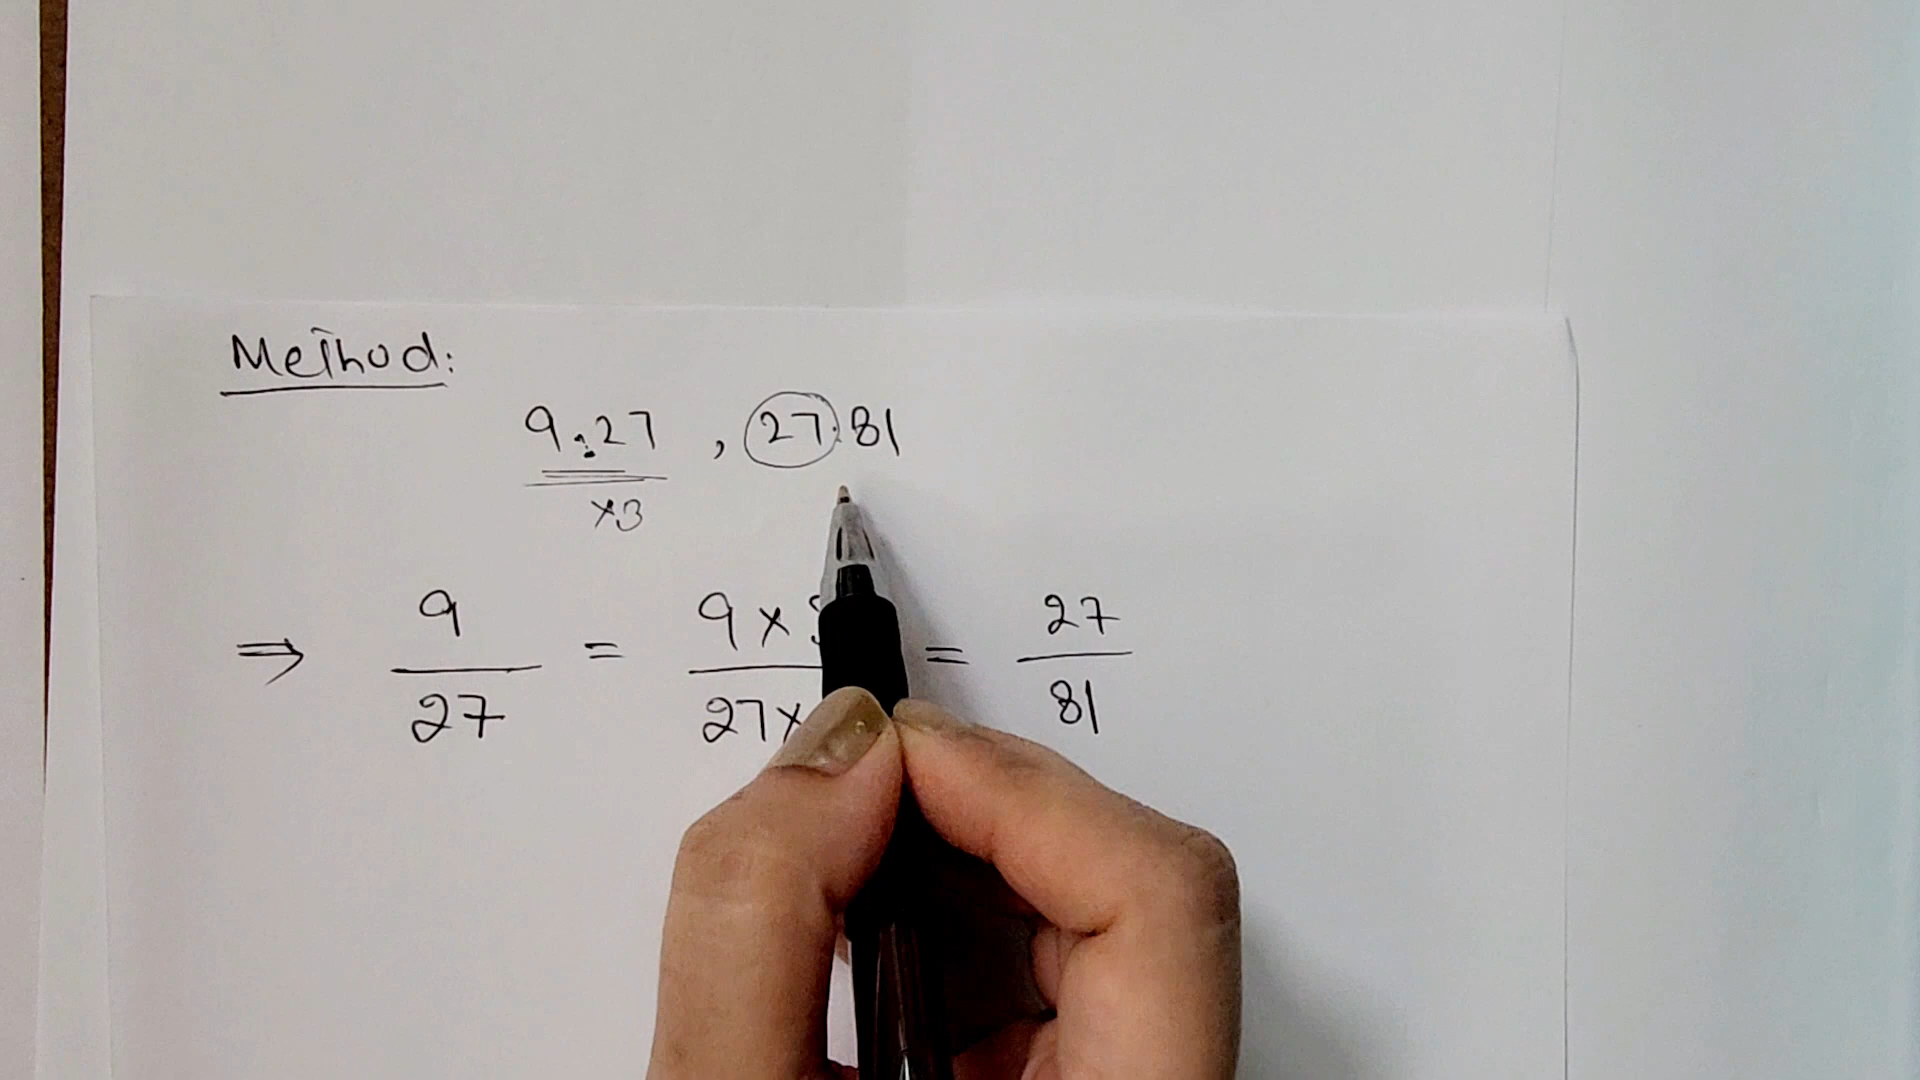 Method:
9:27 , 27:81
×3
⇒ 9 = 9× = 27
27 27× 81